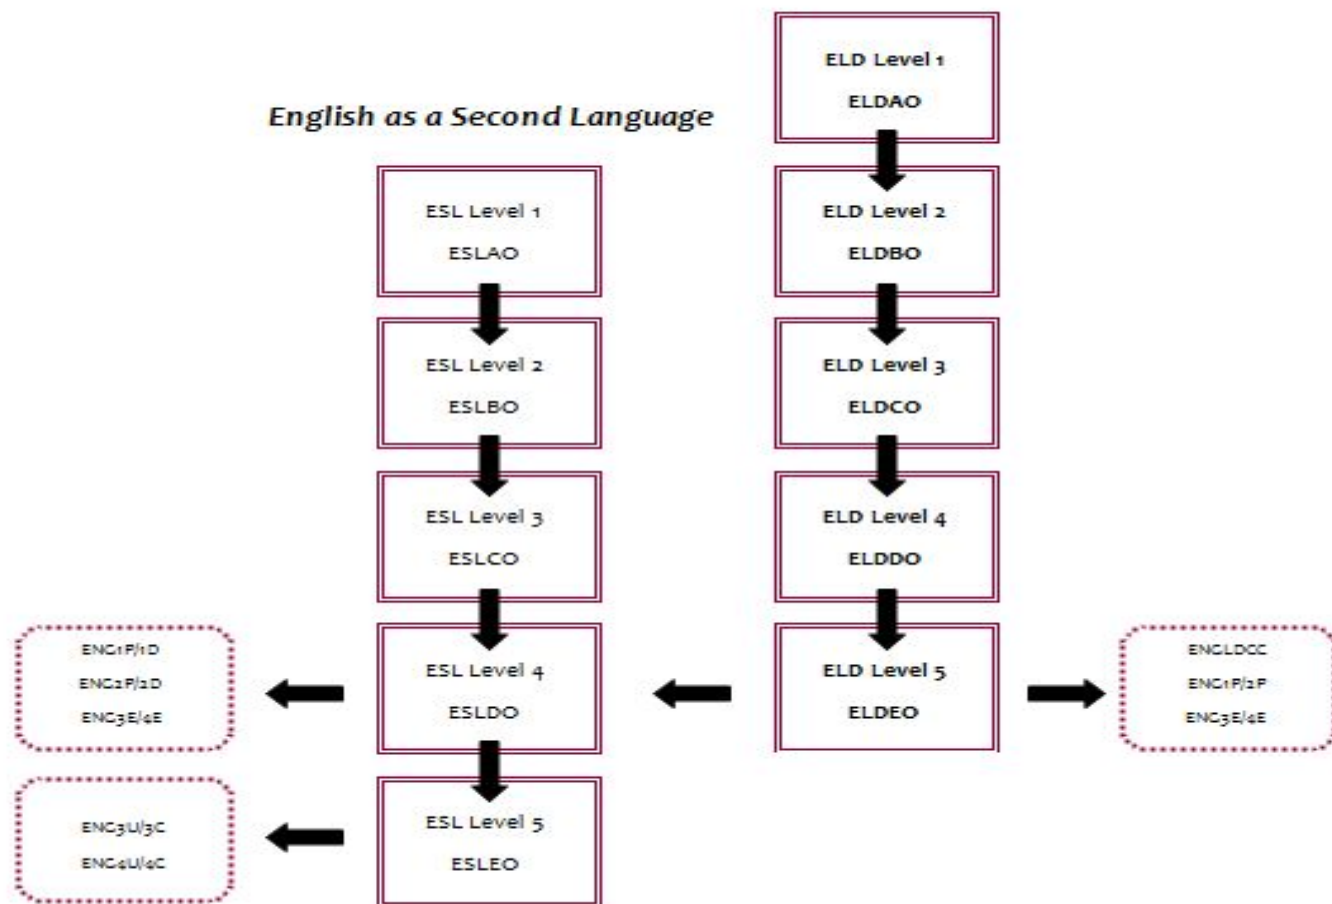 English as a Second Language
ESL Level 1
ESLAO
ESL Level 2
ESLBO
ESL Level 3
ESLCO
ESL Level 4
ESLDO
ESL Level 5
ESLEO
ENG1P/1D
ENG2P/2D
ENG3E/4E
ENG3U/3C
ENG4U/4C
ELD Level 1
ELDAO
ELD Level 2
ELDBO
ELD Level 3
ELDCO
ELD Level 4
ELDDO
ELD Level 5
ELDEO
ENGLDCC
ENG1P/2P
ENG3E/4E